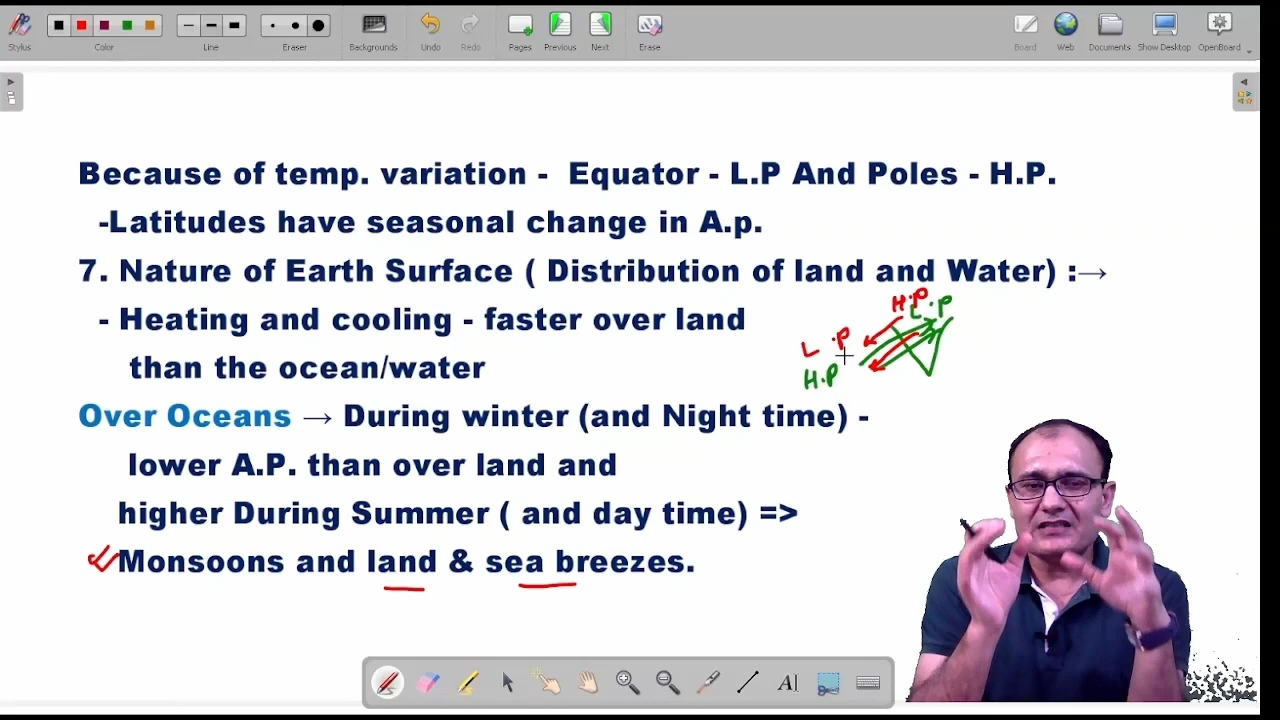 Stylus
Color
Line
Eraser
Backgrounds
Undo
Redo
Pages
Previous
Next
Erase
Board
Web
Documents
Show Desktop
OpenBoard
Because of temp. variation - Equator - L.P And Poles - H.P.
-Latitudes have seasonal change in A.p.
7. Nature of Earth Surface ( Distribution of land and Water) :→
- Heating and cooling - faster over land
than the ocean/water
H.P
L.P
L.P
H.P
Over Oceans → During winter (and Night time) -
lower A.P. than over land and
higher During Summer ( and day time) =>
Monsoons and land & sea breezes.